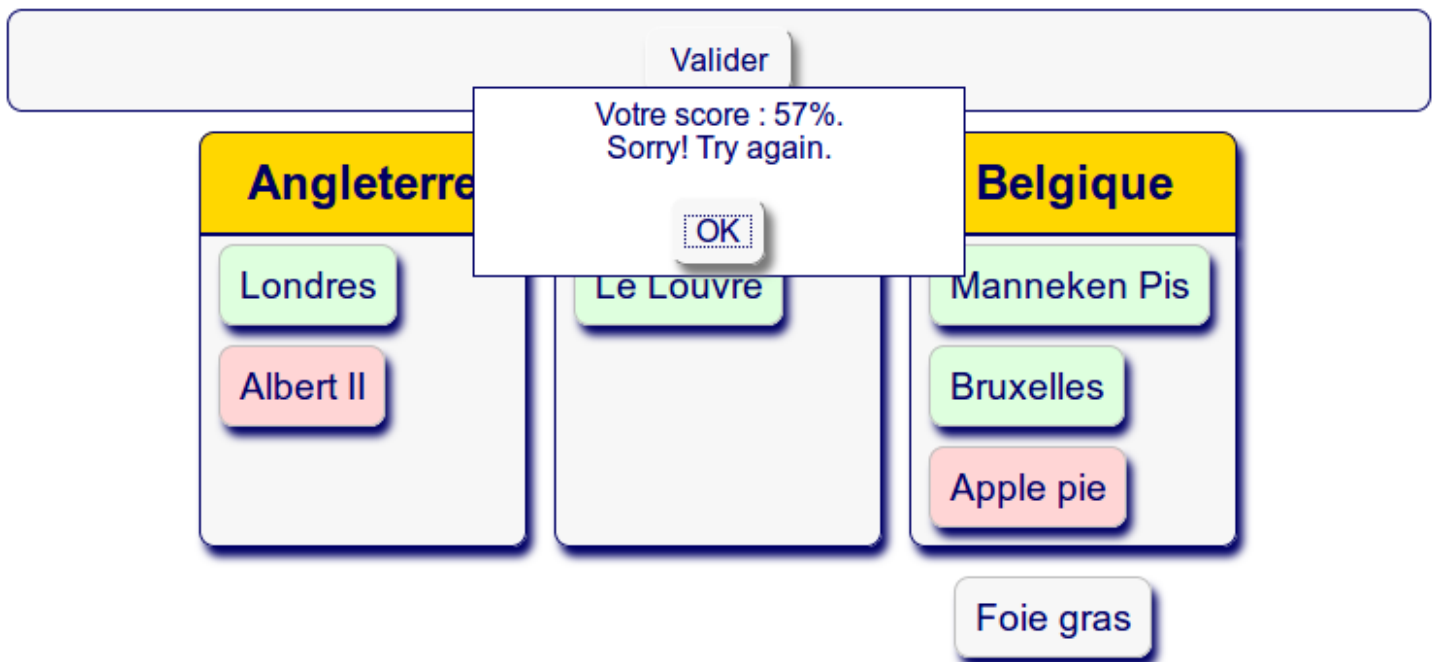 Valider
Votre score : 57%.
Sorry! Try again.
OK
Angleterre
Belgique
Londres
Le Louvre
Manneken Pis
Albert II
Bruxelles
Apple pie
Foie gras